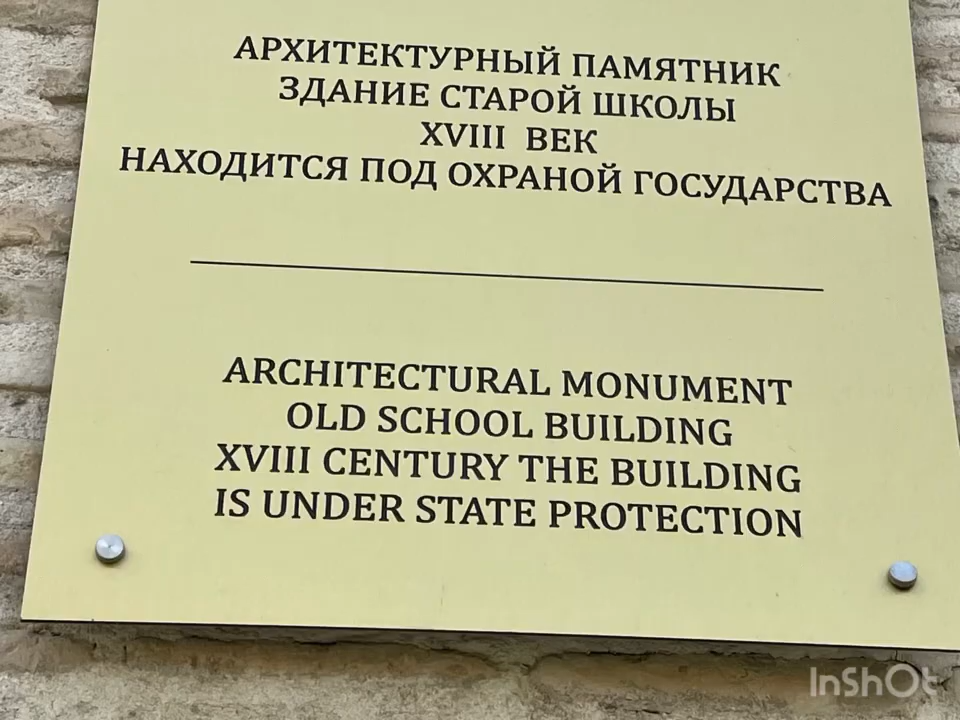 АРХИТЕКТУРНЫЙ ПАМЯТНИК
ЗДАНИЕ СТАРОЙ ШКОЛЫ
XVIII ВЕК
НАХОДИТСЯ ПОД ОХРАНОЙ ГОСУДАРСТВА
ARCHITECTURAL MONUMENT
OLD SCHOOL BUILDING
XVIII CENTURY THE BUILDING
IS UNDER STATE PROTECTION
InShOt